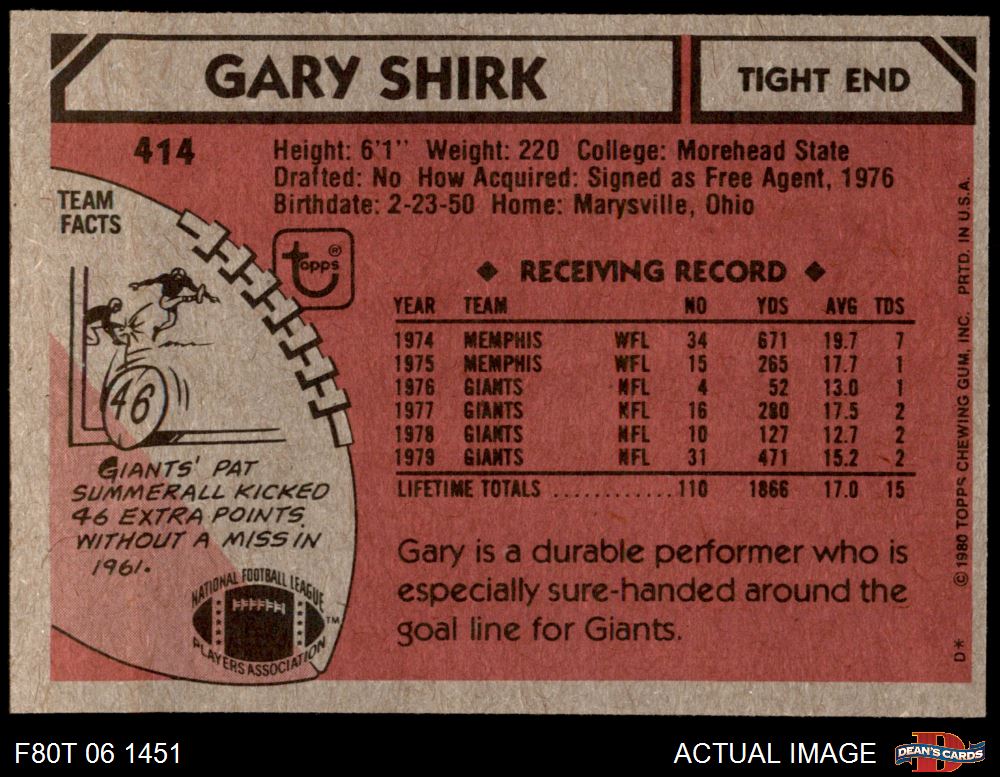 GARY SHIRK
TIGHT END
414
Height: 6'1" Weight: 220 College: Morehead State
Drafted: No How Acquired: Signed as Free Agent, 1976
Birthdate: 2-23-50 Home: Marysville, Ohio
TEAM
FACTS
46
GIANTS' PAT
SUMMERALL KICKED
46 EXTRA POINTS
WITHOUT A MISS IN
1961.
NATIONAL FOOTBALL LEAGUE
PLAYERS ASSOCIATION
TM
topps ®
◆ RECEIVING RECORD ◆
YEAR TEAM NO YDS AVG TDS
1974 MEMPHIS WFL 34 671 19.7 7
1975 MEMPHIS WFL 15 265 17.7 1
1976 GIANTS NFL 4 52 13.0 1
1977 GIANTS NFL 16 280 17.5 2
1978 GIANTS NFL 10 127 12.7 2
1979 GIANTS NFL 31 471 15.2 2
LIFETIME TOTALS ........... 110 1866 17.0 15
Gary is a durable performer who is
especially sure-handed around the
goal line for Giants.
D* © 1980 TOPPS CHEWING GUM, INC. PRTD. IN U.S.A.
F80T 06 1451
ACTUAL IMAGE
D
DEAN'S CARDS